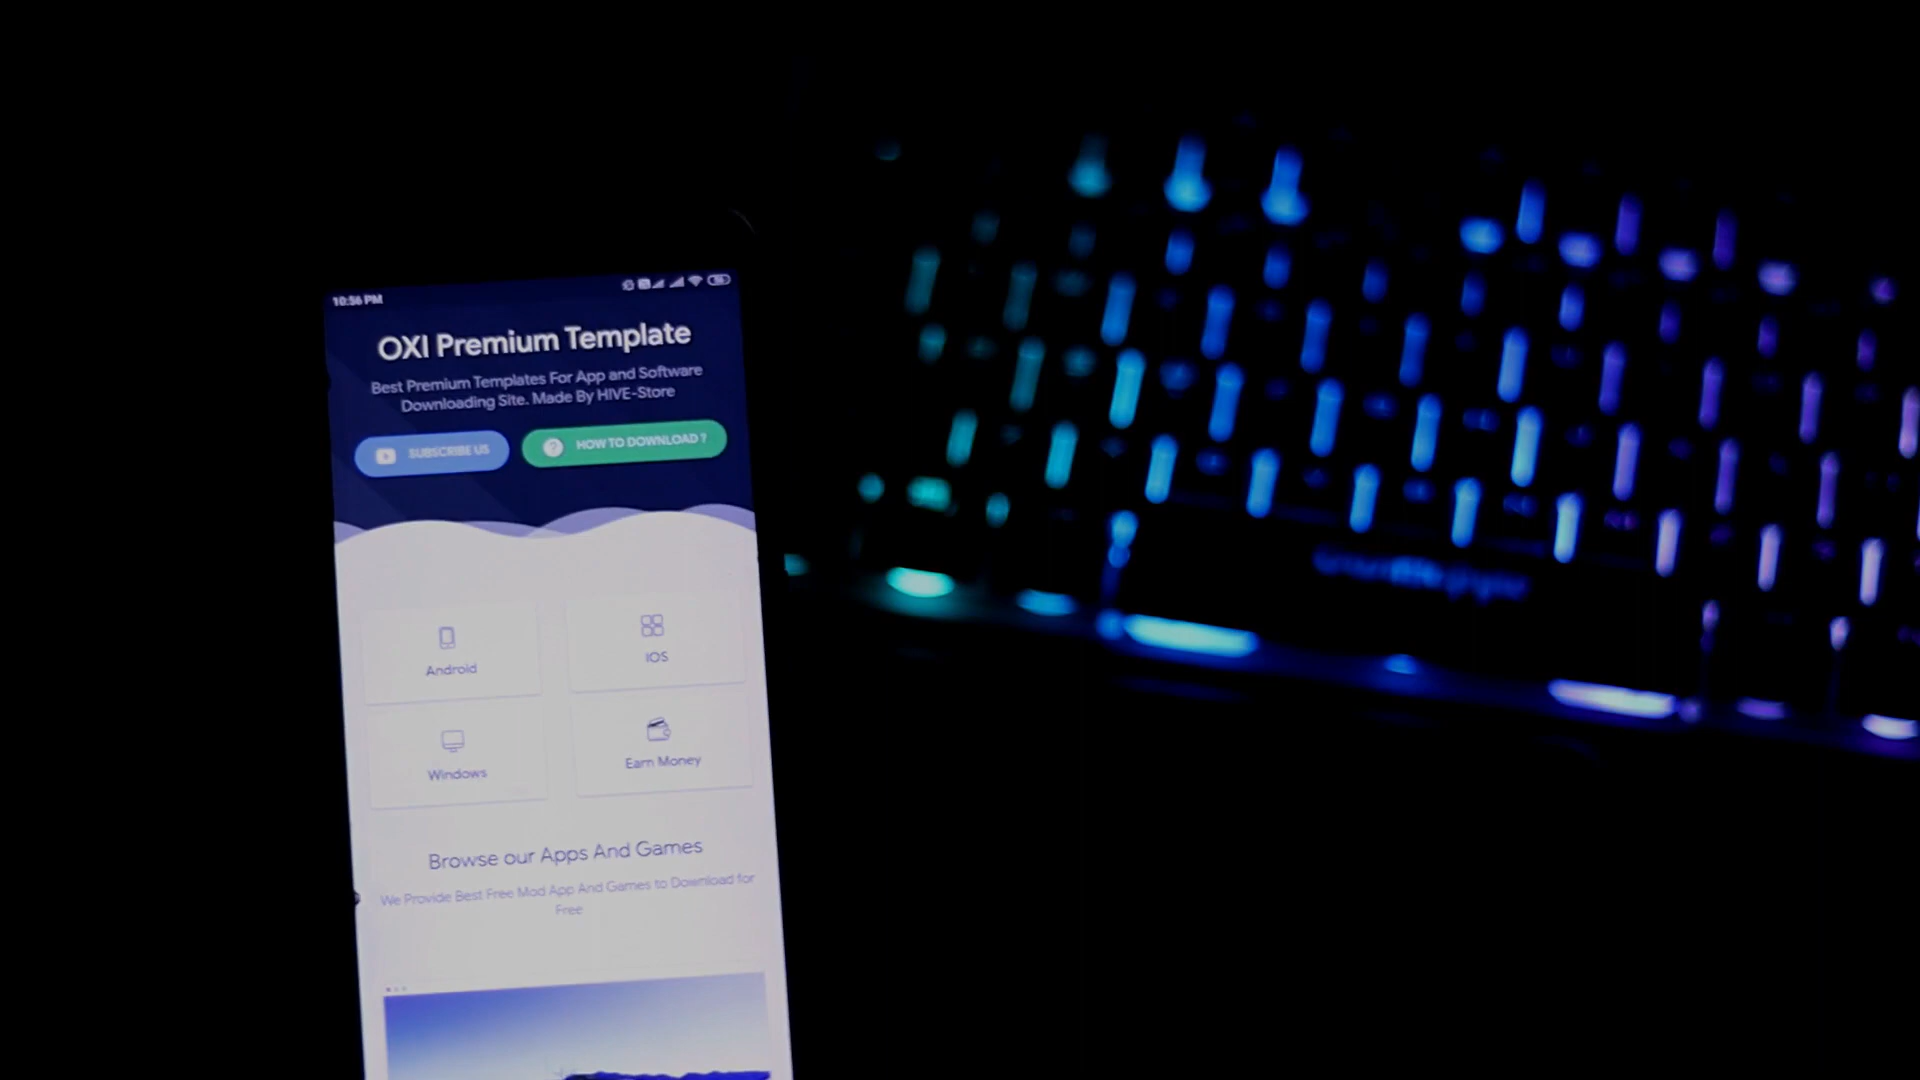 10:56 PM
OXI Premium Template
Best Premium Templates For App and Software
Downloading Site. Made By HIVE-Store
SUBSCRIBE US
HOW TO DOWNLOAD ?
Android
IOS
Windows
Earn Money
Browse our Apps And Games
We Provide Best Free Mod App And Games to Download for
Free